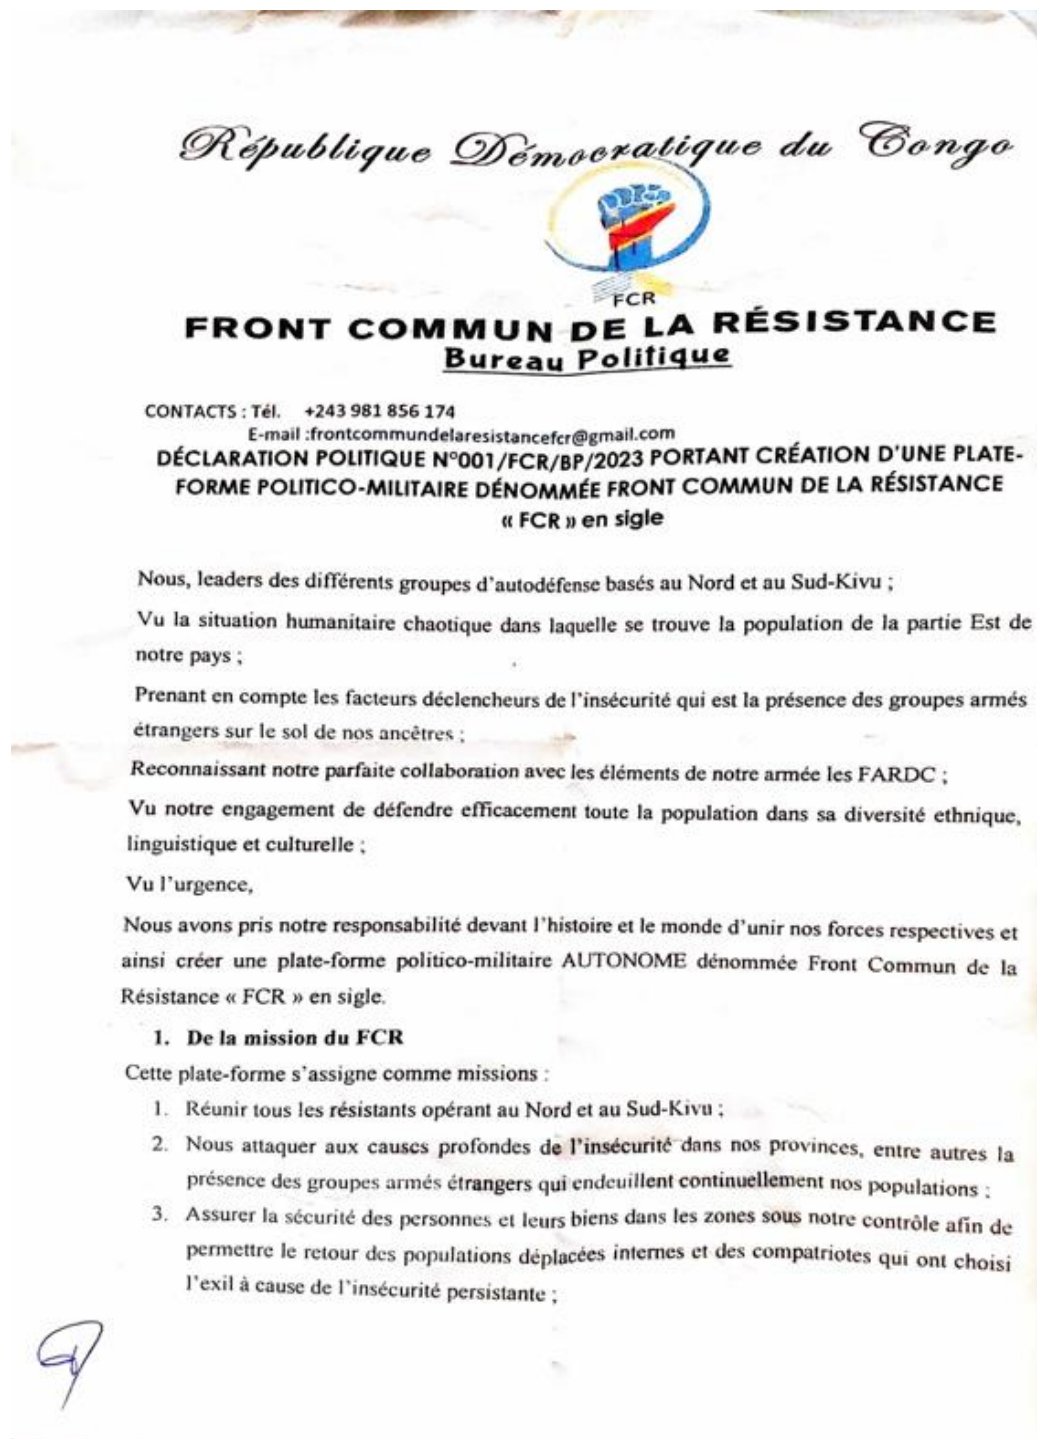 République Démocratique du Congo
FCR
FRONT COMMUN DE LA RÉSISTANCE
Bureau Politique
CONTACTS : Tél. +243 981 856 174
E-mail :frontcommundelaresistancefcr@gmail.com
DÉCLARATION POLITIQUE N°001/FCR/BP/2023 PORTANT CRÉATION D'UNE PLATE-
FORME POLITICO-MILITAIRE DÉNOMMÉE FRONT COMMUN DE LA RÉSISTANCE
« FCR » en sigle
Nous, leaders des différents groupes d'autodéfense basés au Nord et au Sud-Kivu ;
Vu la situation humanitaire chaotique dans laquelle se trouve la population de la partie Est de
notre pays ;
Prenant en compte les facteurs déclencheurs de l'insécurité qui est la présence des groupes armés
étrangers sur le sol de nos ancêtres ;
Reconnaissant notre parfaite collaboration avec les éléments de notre armée les FARDC ;
Vu notre engagement de défendre efficacement toute la population dans sa diversité ethnique,
linguistique et culturelle ;
Vu l'urgence,
Nous avons pris notre responsabilité devant l'histoire et le monde d'unir nos forces respectives et
ainsi créer une plate-forme politico-militaire AUTONOME dénommée Front Commun de la
Résistance « FCR » en sigle.
1. De la mission du FCR
Cette plate-forme s'assigne comme missions :
1. Réunir tous les résistants opérant au Nord et au Sud-Kivu ;
2. Nous attaquer aux causes profondes de l'insécurité dans nos provinces, entre autres la
présence des groupes armés étrangers qui endeuillent continuellement nos populations ;
3. Assurer la sécurité des personnes et leurs biens dans les zones sous notre contrôle afin de
permettre le retour des populations déplacées internes et des compatriotes qui ont choisi
l'exil à cause de l'insécurité persistante ;